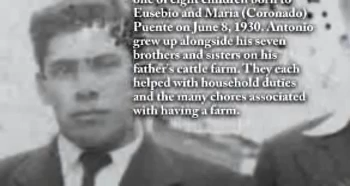 one of eight children born to
Eusebio and Maria (Coronado)
Puente on June 8, 1930. Antonio
grew up alongside his seven
brothers and sisters on his
father's cattle farm. They each
helped with household duties
and the many chores associated
with having a farm.